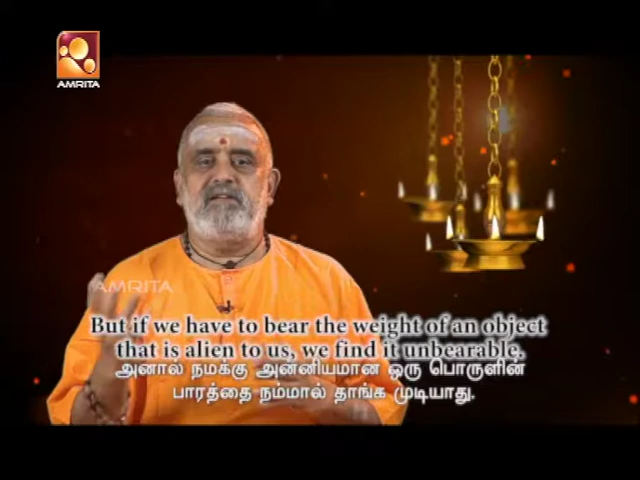 AMRITA
AMRITA
But if we have to bear the weight of an object
that is alien to us, we find it unbearable.
அனால் நமக்கு அன்னியமான ஒரு பொருளின்
பாரத்தை நம்மால் தாங்க முடியாது.